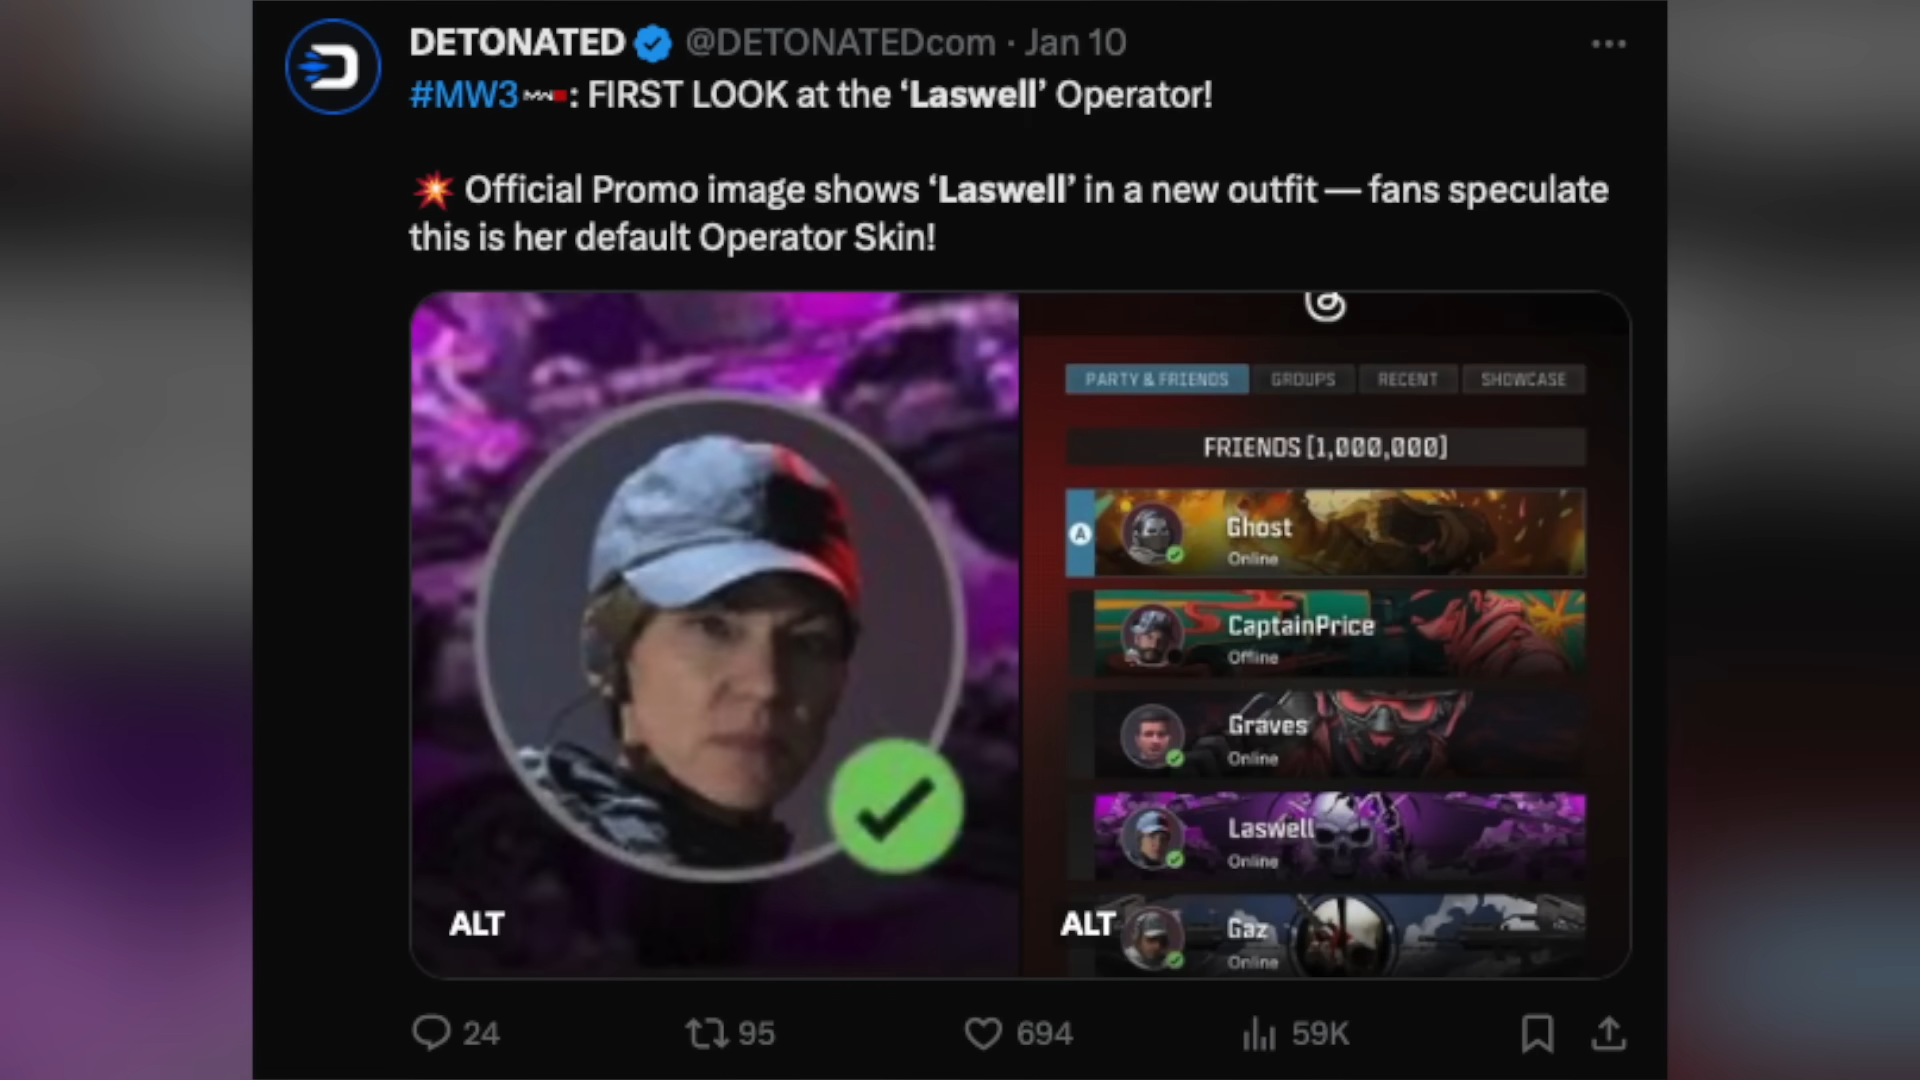 DETONATED @DETONATEDcom · Jan 10
#MW3: FIRST LOOK at the ‘Laswell’ Operator!
💥 Official Promo image shows ‘Laswell’ in a new outfit — fans speculate
this is her default Operator Skin!
ALT
PARTY & FRIENDS GROUPS RECENT SHOWCASE
FRIENDS [1,000,000]
A
Ghost
Online
CaptainPrice
Offline
Graves
Online
Laswell
Online
ALT
Gaz
Online
24 95 694 59K